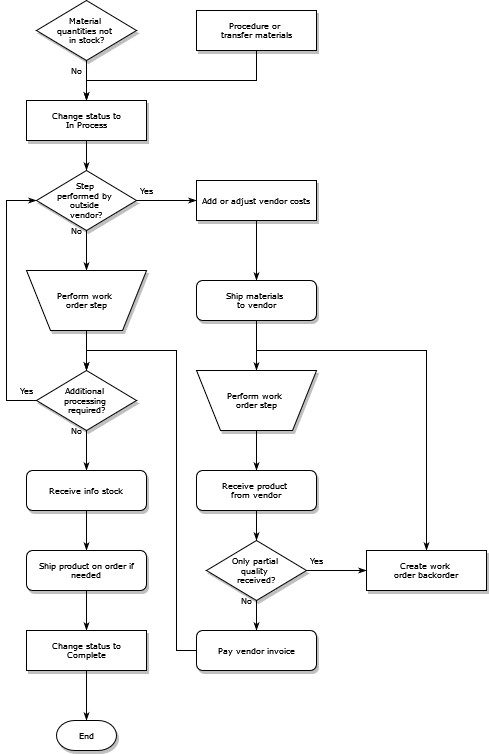 Material
quantities not
in stock?
Procedure or
transfer materials
No
Change status to
In Process
Step
performed by
outside
vendor?
Yes
Add or adjust vendor costs
No
Perform work
order step
Ship materials
to vendor
Yes
Additional
processing
required?
Perform work
order step
No
Receive info stock
Receive product
from vendor
Ship product on order if
needed
Only partial
quality
received?
Yes
Create work
order backorder
No
Change status to
Complete
Pay vendor invoice
End